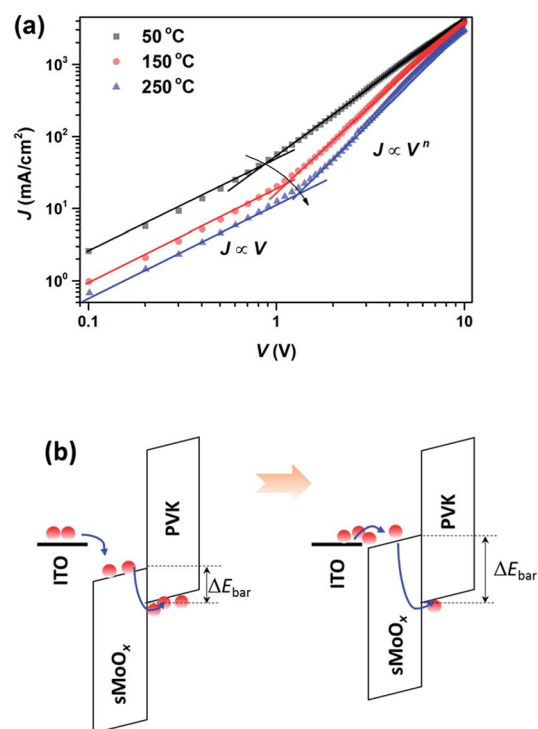 (a)
50 °C
150 °C
250 °C
J ∝ Vⁿ
J ∝ V
J (mA/cm²)
10³
10²
10¹
10⁰
0.1
1
10
V (V)
(b)
PVK
ITO
ΔE_bar
sMoOₓ
PVK
ITO
ΔE_bar
sMoOₓ